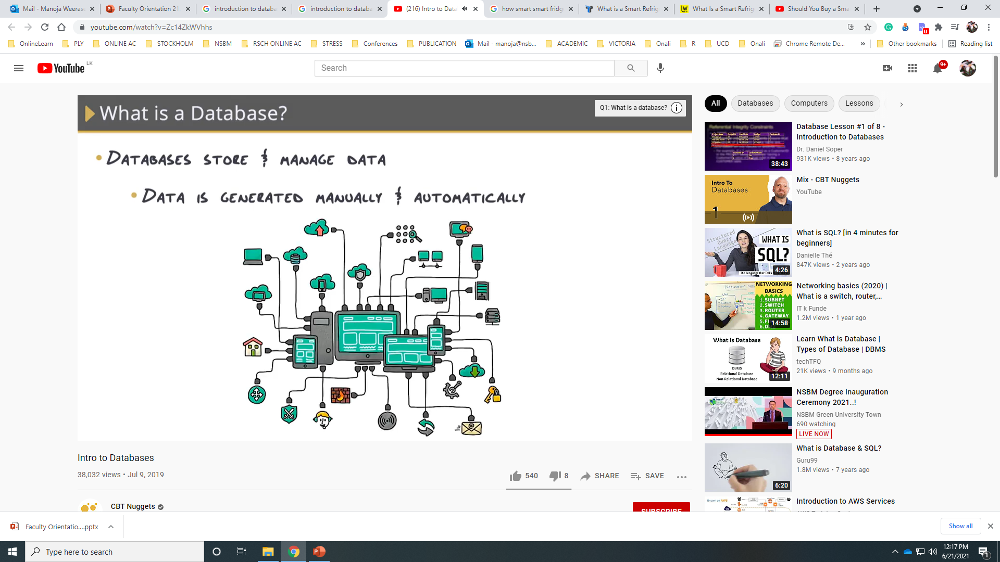 Mail - Manoja Weerase
Faculty Orientation 21.
introduction to databa
introduction to databa
(216) Intro to Data
how smart smart fridge
What is a Smart Refrig
What Is a Smart Refrig
Should You Buy a Sma
youtube.com/watch?v=Zc14ZkWVhhs
OnlineLearn
PLY
ONLINE AC
STOCKHOLM
NSBM
RSCH ONLINE AC
STRESS
Conferences
PUBLICATION
Mail - manoja@nsb...
ACADEMIC
VICTORIA
Onali
R
UCD
Onali
Chrome Remote De...
»
Other bookmarks
Reading list
YouTube LK
Search
9+
What is a Database?
Q1: What is a database?
• DATABASES STORE & MANAGE DATA
• DATA IS GENERATED MANUALLY & AUTOMATICALLY
Intro to Databases
38,032 views • Jul 9, 2019
540
8
SHARE
SAVE
CBT Nuggets
SUBSCRIBE
All
Databases
Computers
Lessons
Referential Integrity Constraints
38:43
Database Lesson #1 of 8 -
Introduction to Databases
Dr. Daniel Soper
931K views • 8 years ago
Intro To
Databases
1
Mix - CBT Nuggets
YouTube
Structured
Query
Language
WHAT IS
SQL?
4:26
What is SQL? [in 4 minutes for
beginners]
Danielle Thé
847K views • 2 years ago
NETWORKING
BASICS
1.SUBNET
2.SWITCH
3.ROUTER
4.GATEWAY
14:58
Networking basics (2020) |
What is a switch, router,...
IT k Funde
1.2M views • 1 year ago
What is Database
DBMS
Relational Database
Non-Relational Database
12:11
Learn What is Database |
Types of Database | DBMS
techTFQ
21K views • 9 months ago
NSBM Degree Inauguration
Ceremony 2021..!
NSBM Green University Town
690 watching
LIVE NOW
6:20
What is Database & SQL?
Guru99
1.8M views • 7 years ago
Introduction to AWS Services
Faculty Orientatio....pptx
Show all
Type here to search
12:17 PM
6/21/2021
1